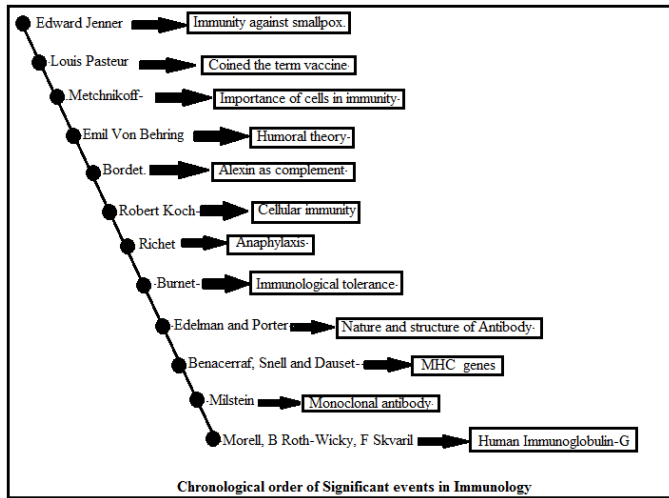 Edward Jenner Immunity against smallpox.
Louis Pasteur Coined the term vaccine
Metchnikoff- Importance of cells in immunity
Emil Von Behring Humoral theory
Bordet. Alexin as complement
Robert Koch Cellular immunity
Richet Anaphylaxis
Burnet Immunological tolerance
Edelman and Porter Nature and structure of Antibody
Benacerraf, Snell and Dauset- MHC genes
Milstein Monoclonal antibody
Morell, B Roth-Wicky, F Skvaril Human Immunoglobulin-G
Chronological order of Significant events in Immunology